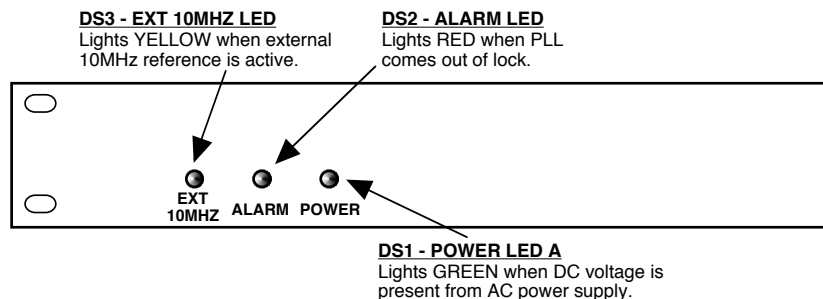 DS3 - EXT 10MHZ LED
Lights YELLOW when external
10MHz reference is active.
DS2 - ALARM LED
Lights RED when PLL
comes out of lock.
EXT
10MHZ
ALARM
POWER
DS1 - POWER LED A
Lights GREEN when DC voltage is
present from AC power supply.